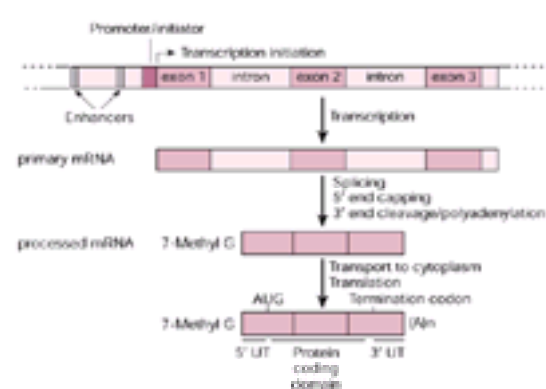 Promoter/initiator
Transcription initiation
exon 1 intron exon 2 intron exon 3
Enhancers
Transcription
primary mRNA
Splicing
5' end capping
3' end cleavage/polyadenylation
processed mRNA 7-Methyl G
Transport to cytoplasm
Translation
AUG Termination codon
7-Methyl G (A)n
5' UT Protein 3' UT
coding
domain